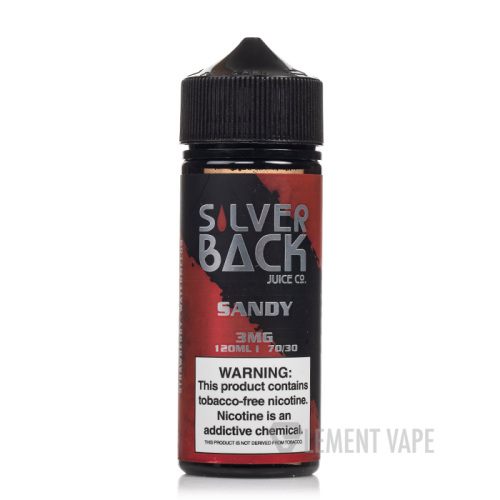 SILVER
BACK
JUICE CO.
SANDY
3MG
120ML | 70/30
WARNING:
This product contains
tobacco-free nicotine.
Nicotine is an
addictive chemical.
THIS PRODUCT IS NOT DERIVED FROM TOBACCO.
LEMENT VAPE